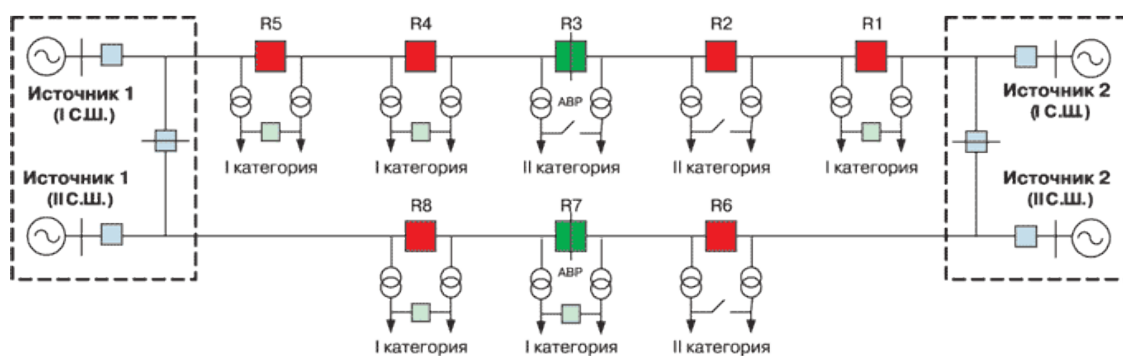 R5 R4 R3 R2 R1
Источник 1
(I С.Ш.)
АВР
Источник 2
(I С.Ш.)
I категория I категория II категория II категория I категория
Источник 1
(II С.Ш.)
Источник 2
(II С.Ш.)
R8 R7 R6
АВР
I категория I категория II категория